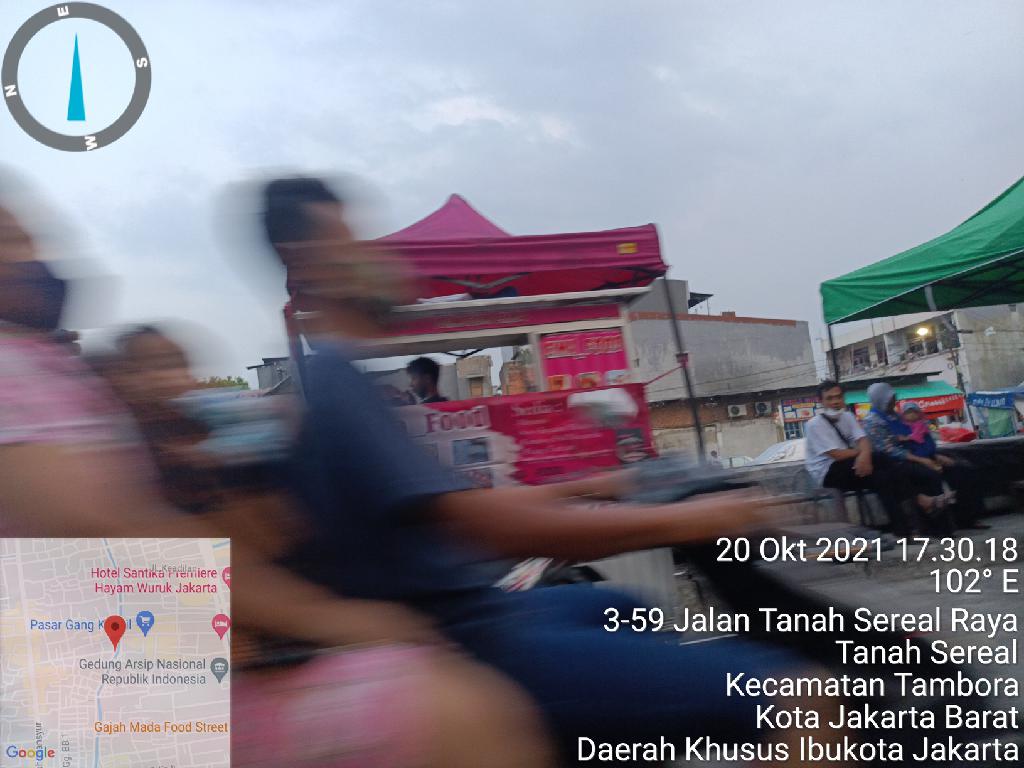 E
S
N
W
Food
20 Okt 2021 17.30.18
102° E
3-59 Jalan Tanah Sereal Raya
Tanah Sereal
Kecamatan Tambora
Kota Jakarta Barat
Daerah Khusus Ibukota Jakarta
Jl. Keadilan
Hotel Santika Premiere
Hayam Wuruk Jakarta
Pasar Gang
Gedung Arsip Nasional
Republik Indonesia
Gajah Mada Food Street
Google